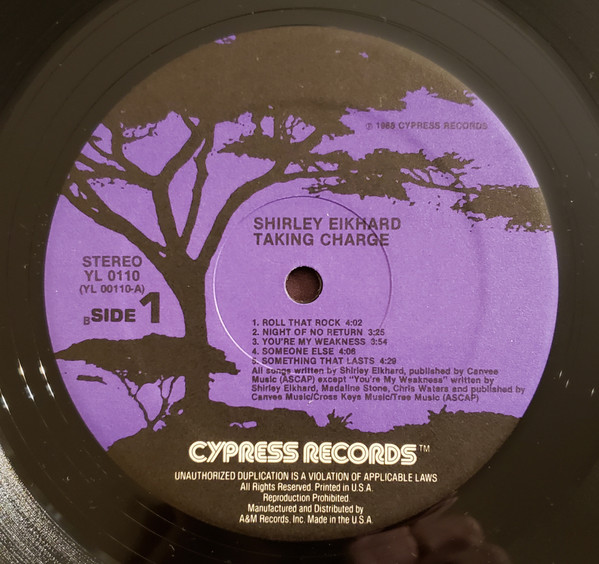 ℗ 1988 CYPRESS RECORDS
SHIRLEY EIKHARD
TAKING CHARGE
STEREO
YL 0110
(YL 00110-A)
B SIDE 1
1. ROLL THAT ROCK 4:02
2. NIGHT OF NO RETURN 3:25
3. YOU'RE MY WEAKNESS 3:54
4. SOMEONE ELSE 4:06
5. SOMETHING THAT LASTS 4:29
All songs written by Shirley Eikhard, published by Canvee
Music (ASCAP) except "You're My Weakness" written by
Shirley Eikhard, Madaline Stone, Chris Waters and published by
Canvee Music/Cross Keys Music/Tree Music (ASCAP)
CYPRESS RECORDS™
UNAUTHORIZED DUPLICATION IS A VIOLATION OF APPLICABLE LAWS
All Rights Reserved. Printed in U.S.A.
Reproduction Prohibited.
Manufactured and Distributed by
A&M Records, Inc. Made in the U.S.A.